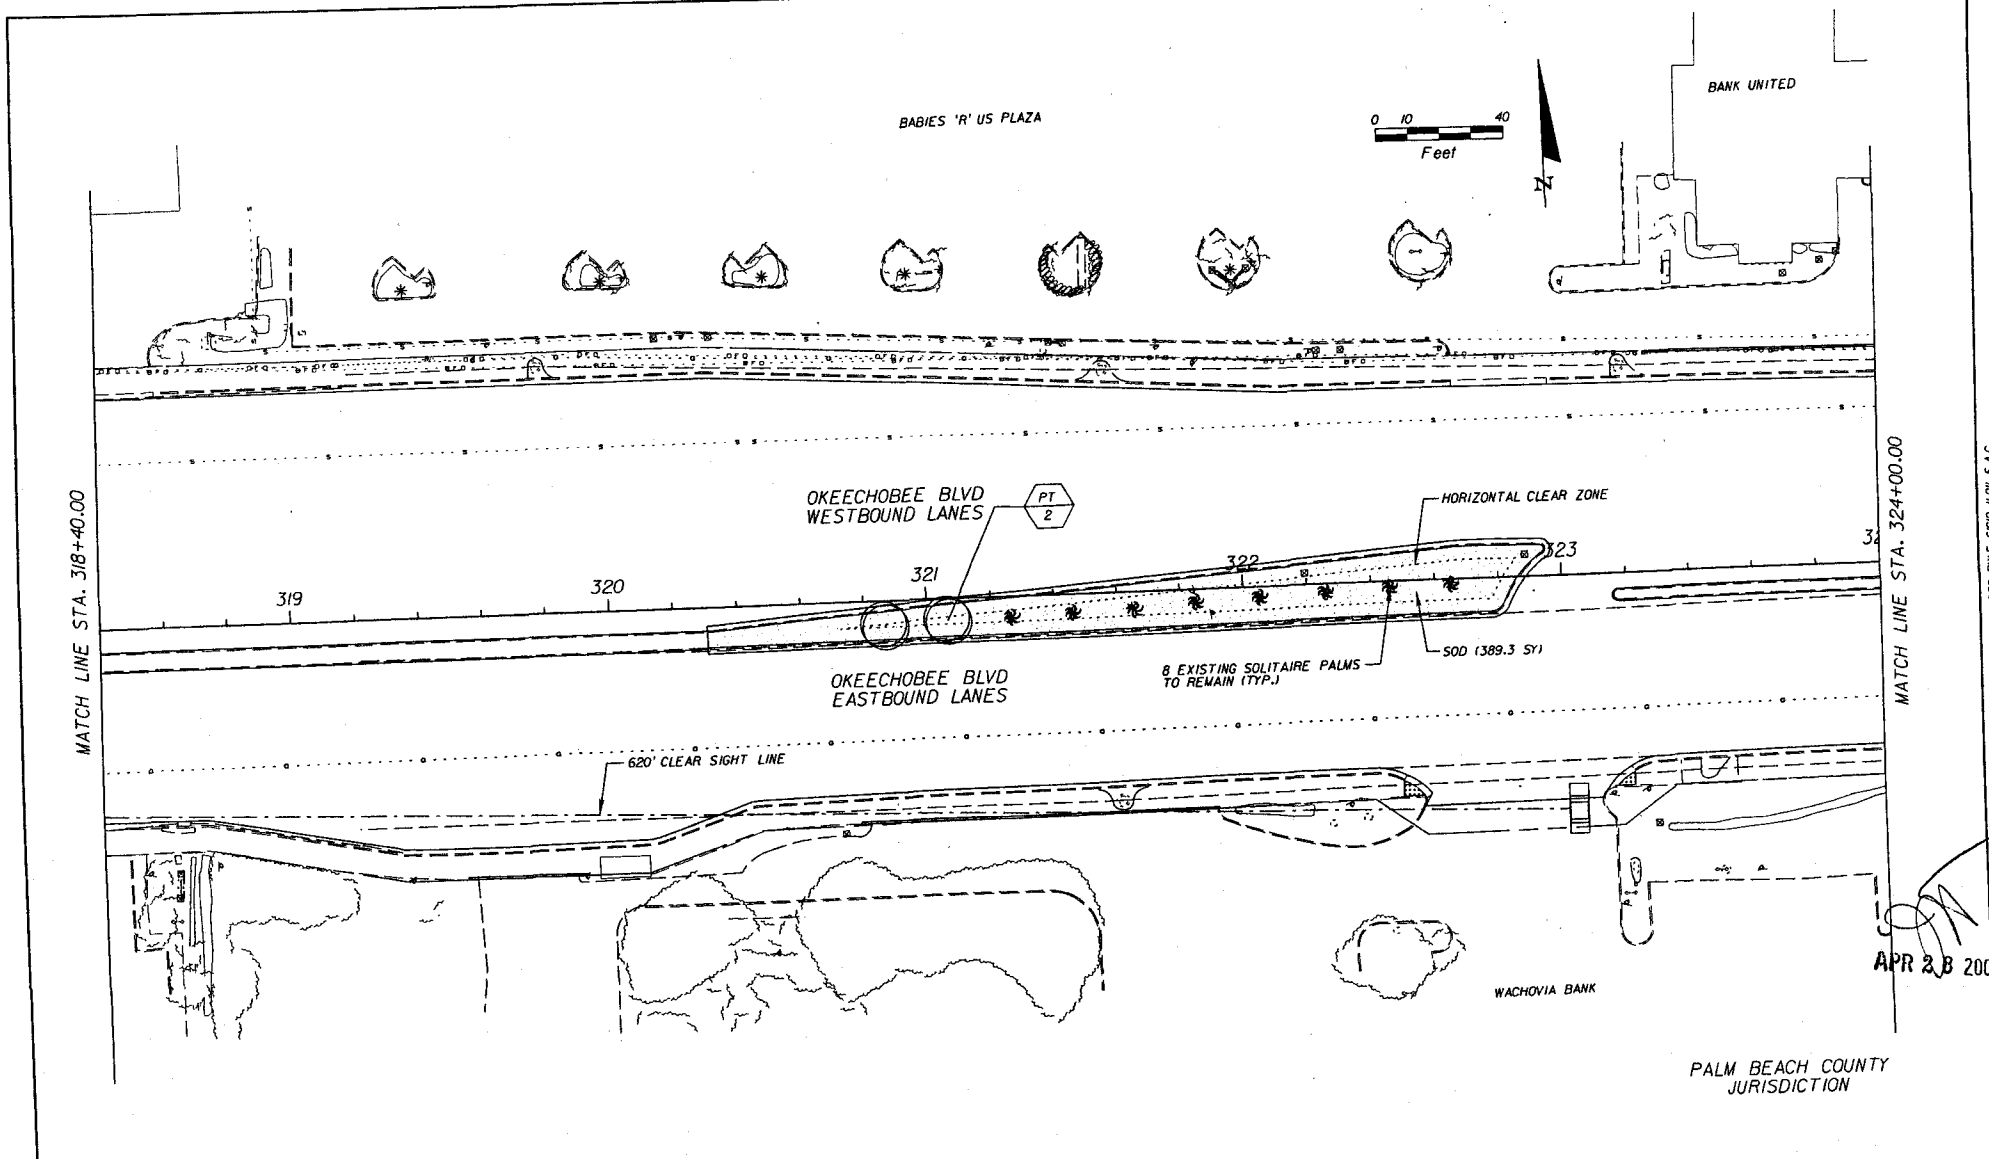 BANK UNITED
BABIES 'R' US PLAZA
0 10 40
Feet
N
MATCH LINE STA. 318+40.00
OKEECHOBEE BLVD
WESTBOUND LANES
PT
2
HORIZONTAL CLEAR ZONE
319
320
321
322
323
MATCH LINE STA. 324+00.00
OKEECHOBEE BLVD
EASTBOUND LANES
8 EXISTING SOLITAIRE PALMS
TO REMAIN (TYP.)
SOD (389.3 SY)
620' CLEAR SIGHT LINE
WACHOVIA BANK
APR 28 200
PALM BEACH COUNTY
JURISDICTION